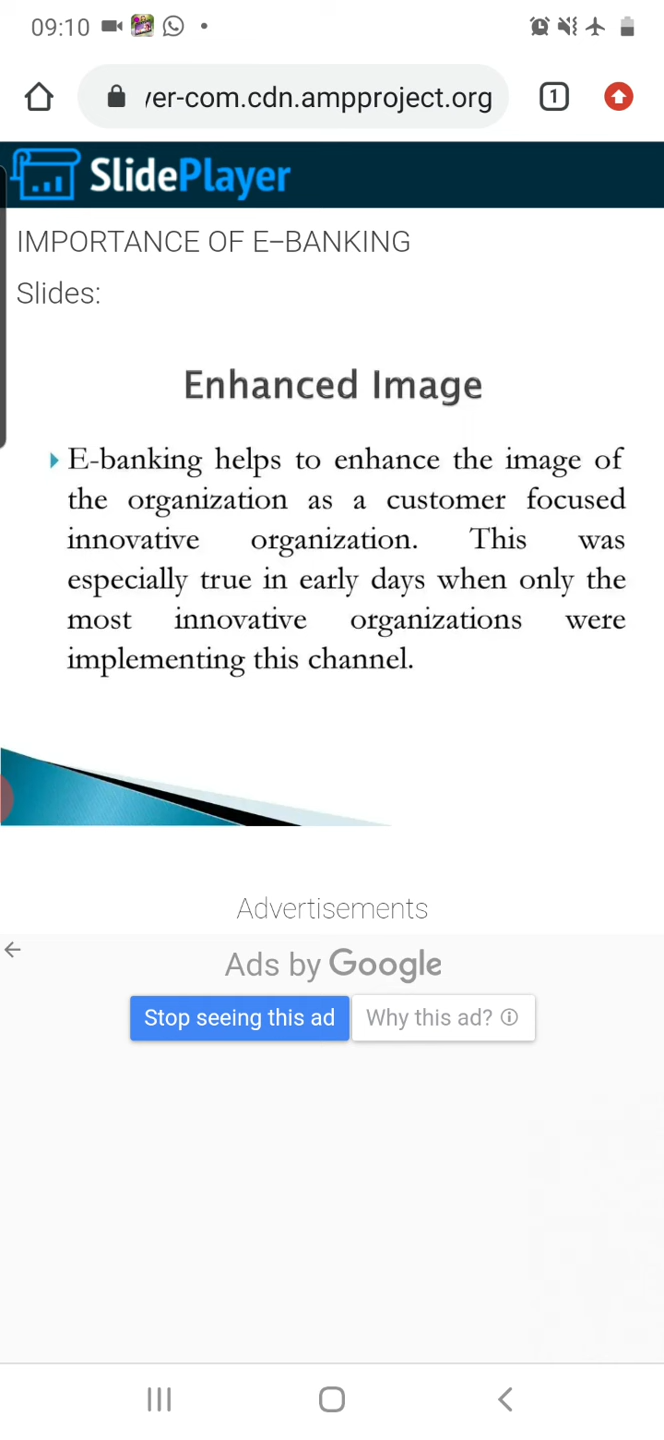 09:10
yer-com.cdn.ampproject.org
1
SlidePlayer
IMPORTANCE OF E-BANKING
Slides:
Enhanced Image
E-banking helps to enhance the image of
the organization as a customer focused
innovative organization. This was
especially true in early days when only the
most innovative organizations were
implementing this channel.
Advertisements
Ads by Google
Stop seeing this ad
Why this ad?